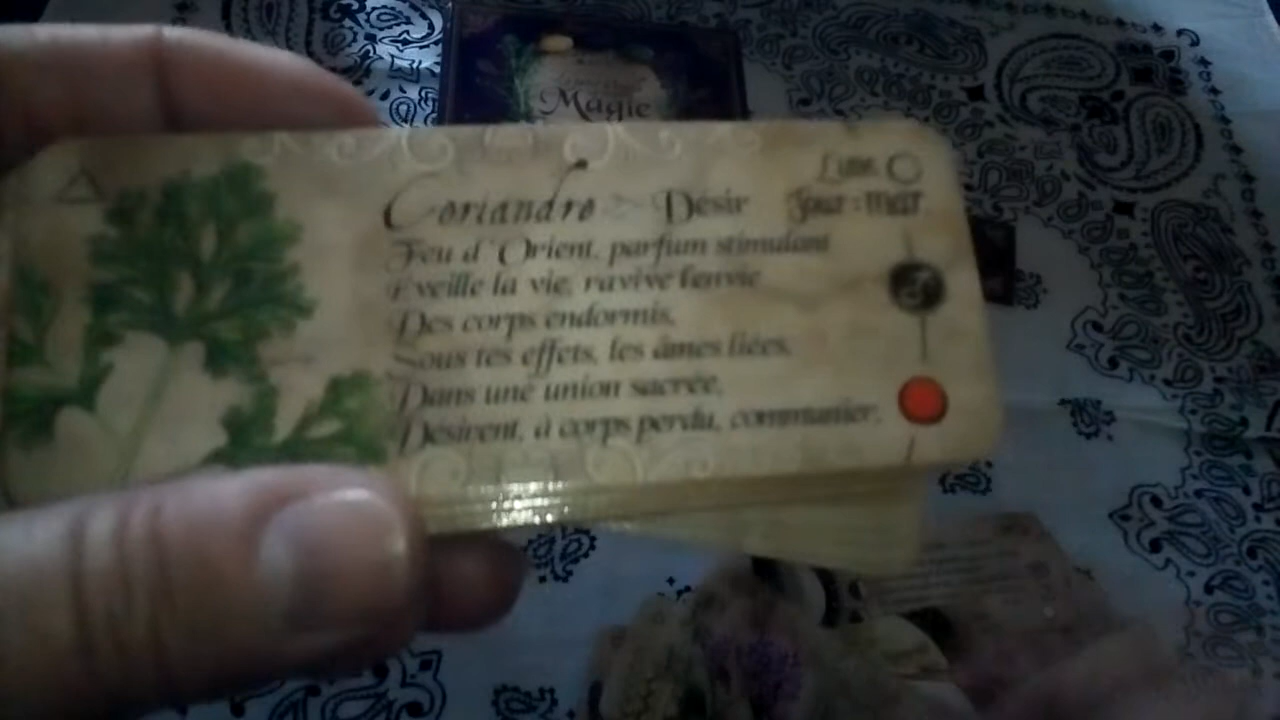 Magie
Coriandre ~ Désir
Lune
Jour : mar
Feu d'Orient, parfum stimulant
Éveille la vie, ravive l'envie
Des corps endormis,
Sous tes effets, les âmes liées,
Dans une union sacrée,
Désirent, à corps perdu, communier.